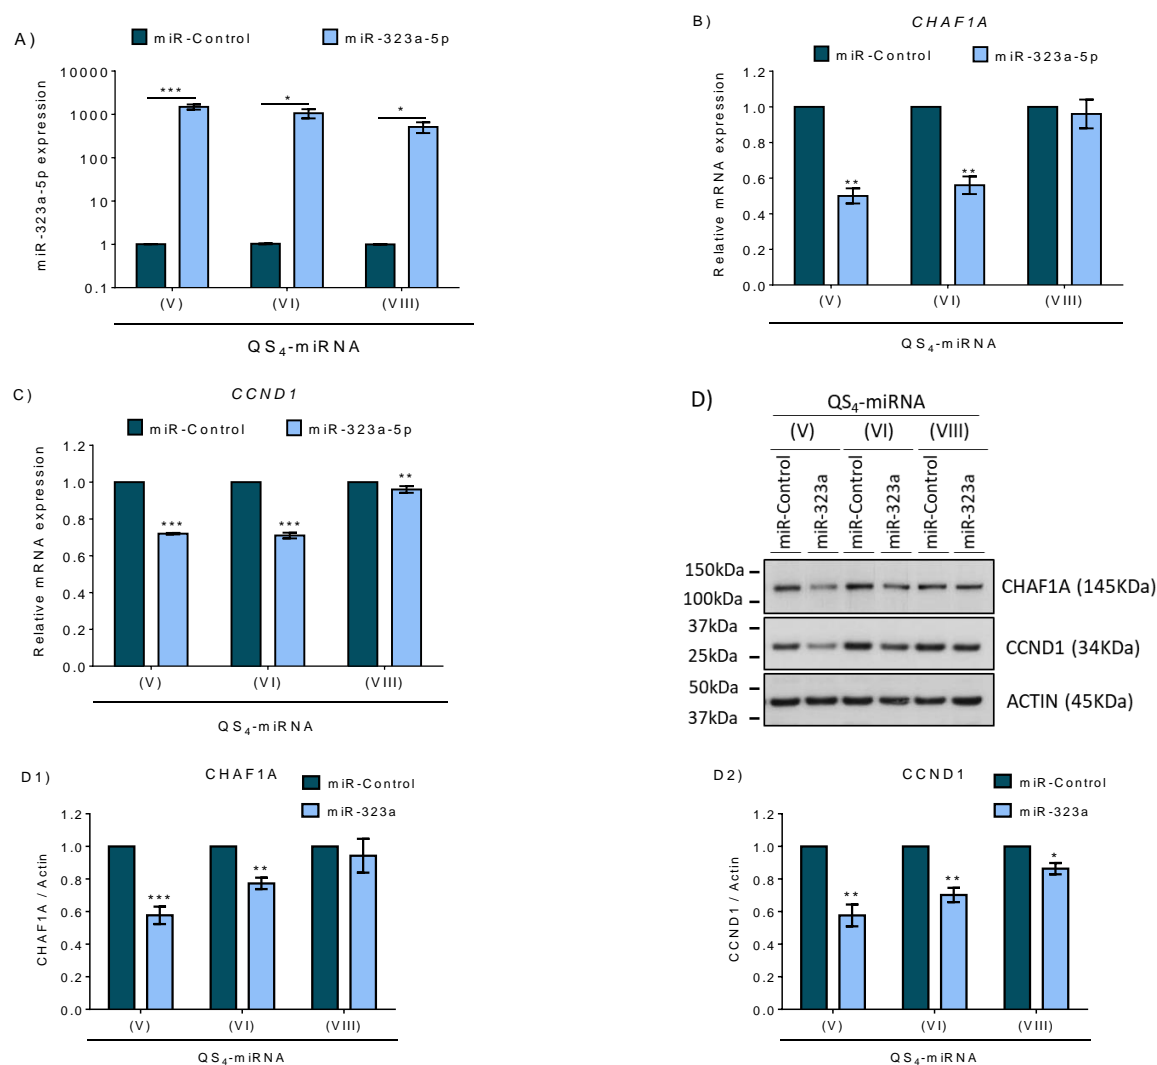 A)
miR-Control miR-323a-5p
miR-323a-5p expression
10000
1000
100
10
1
0.1
*** * *
(V) (VI) (VIII)
QS4-miRNA
B)
CHAF1A
miR-Control miR-323a-5p
Relative mRNA expression
1.2
1.0
0.8
0.6
0.4
0.2
0.0
** **
(V) (VI) (VIII)
QS4-miRNA
C)
CCND1
miR-Control miR-323a-5p
Relative mRNA expression
1.2
1.0
0.8
0.6
0.4
0.2
0.0
*** *** **
(V) (VI) (VIII)
QS4-miRNA
D)
QS4-miRNA
(V) (VI) (VIII)
miR-Control miR-323a miR-Control miR-323a miR-Control miR-323a
150kDa
100kDa
CHAF1A (145KDa)
37kDa
25kDa
CCND1 (34KDa)
50kDa
37kDa
ACTIN (45KDa)
D1)
CHAF1A
miR-Control
miR-323a
CHAF1A / Actin
1.2
1.0
0.8
0.6
0.4
0.2
0.0
*** **
(V) (VI) (VIII)
QS4-miRNA
D2)
CCND1
miR-Control
miR-323a
CCND1 / Actin
1.2
1.0
0.8
0.6
0.4
0.2
0.0
** ** *
(V) (VI) (VIII)
QS4-miRNA